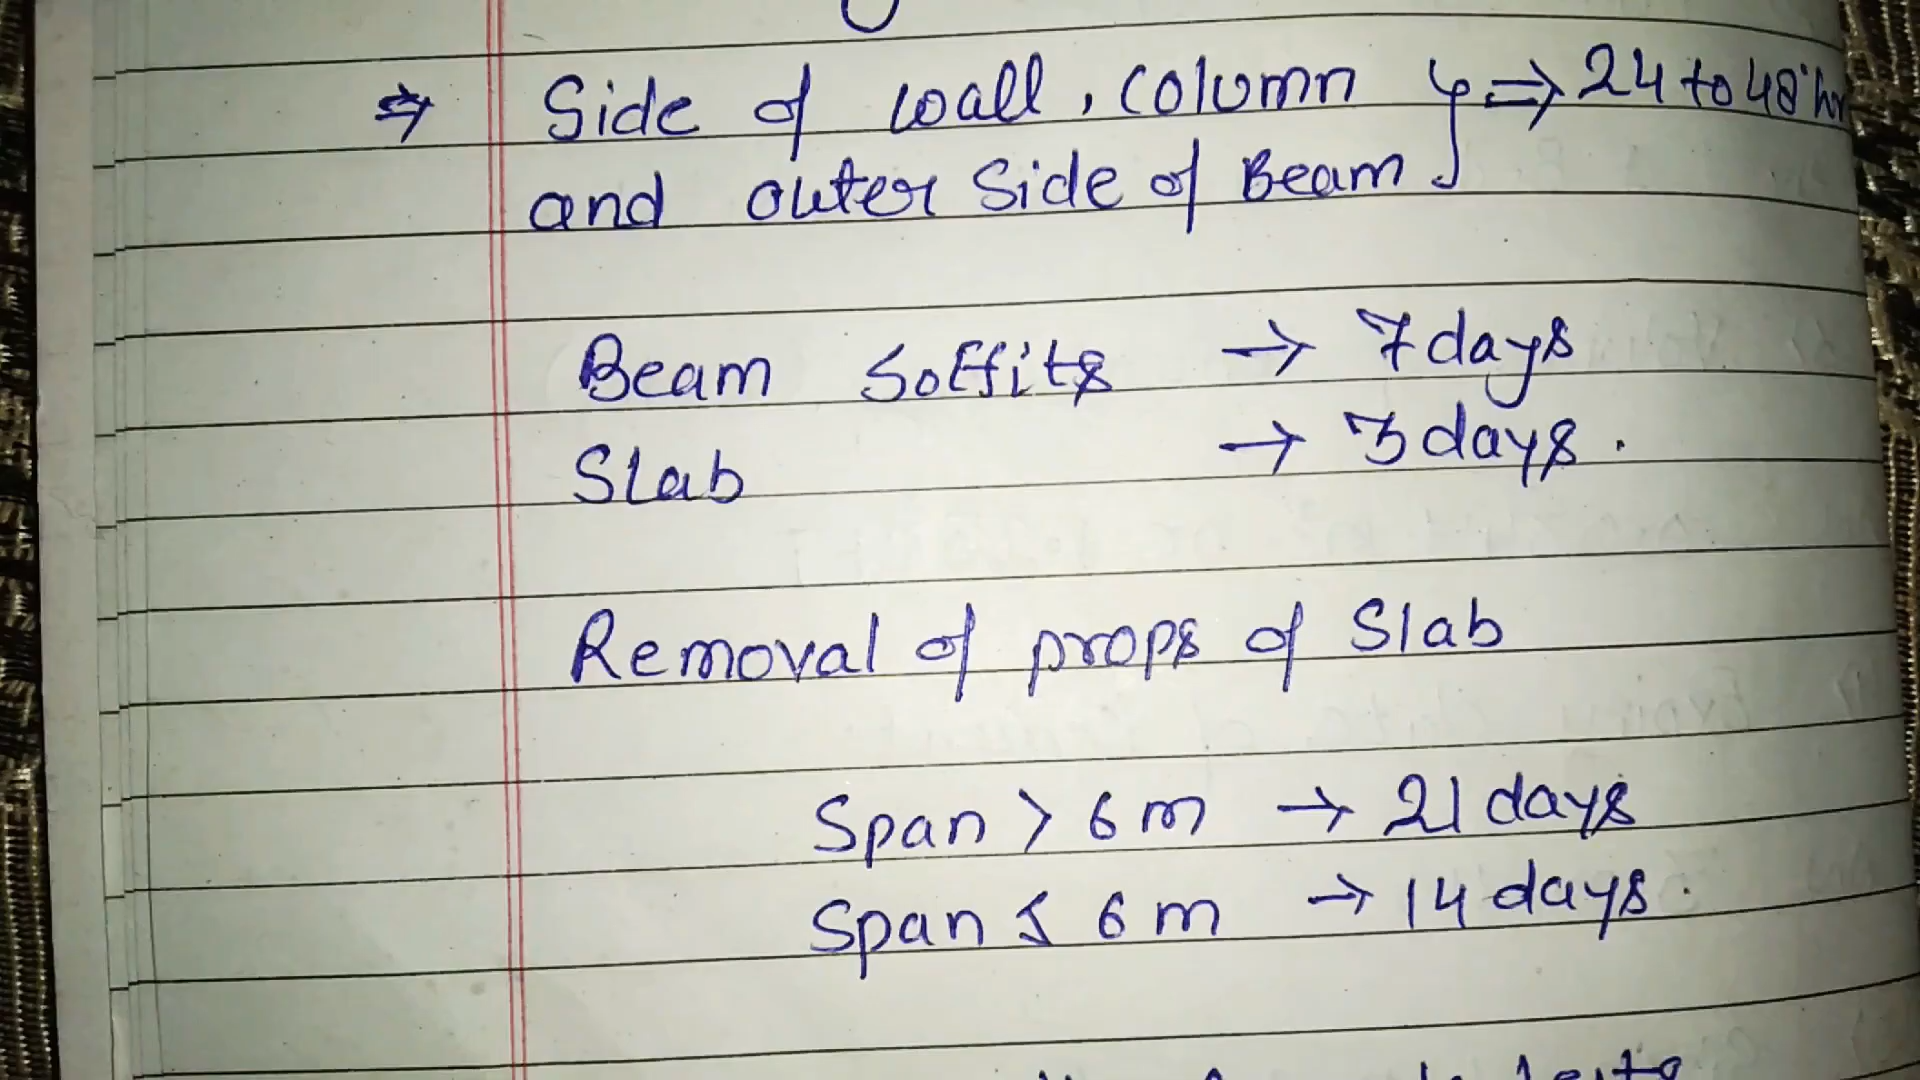 ⇒ Side of wall, column } ⇒ 24 to 48 hr
and outer side of Beam
Beam Soffits → 7 days
Slab → 3 days.
Removal of props of Slab
Span > 6 m → 21 days
Span ≤ 6 m → 14 days.